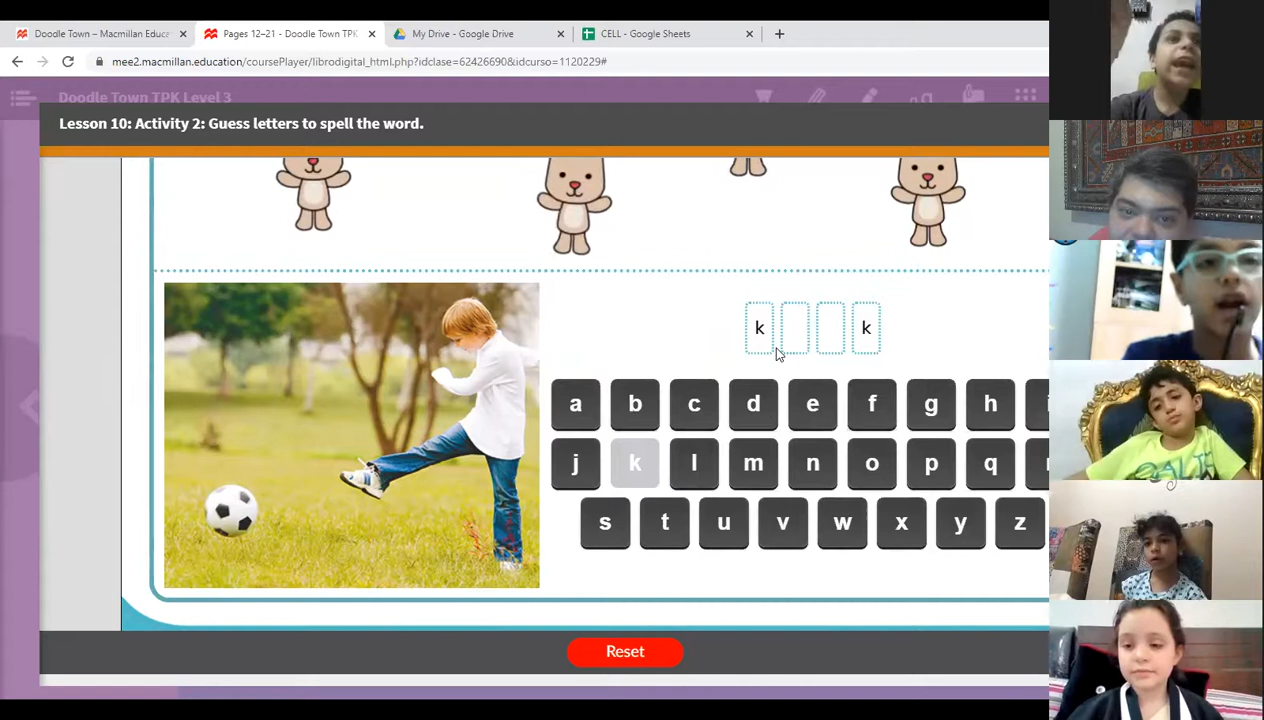 Doodle Town – Macmillan Educa
Pages 12–21 - Doodle Town TPK
My Drive - Google Drive
CELL - Google Sheets
mee2.macmillan.education/coursePlayer/librodigital_html.php?idclase=62426690&idcurso=1120229#
Doodle Town TPK Level 3
Lesson 10: Activity 2: Guess letters to spell the word.
k k
a b c d e f g h i
j k l m n o p q
s t u v w x y z
Reset